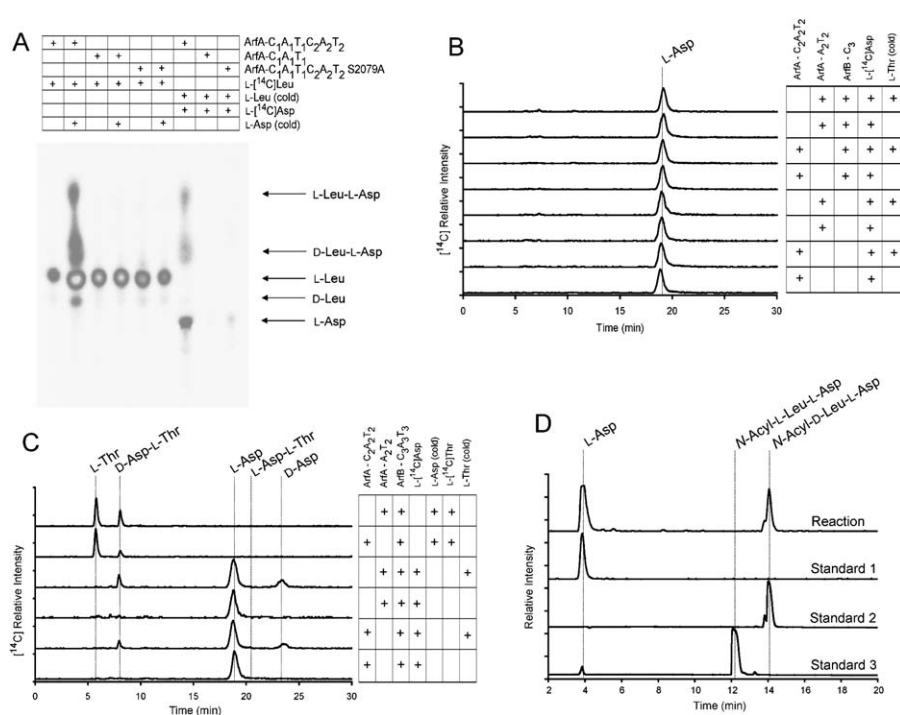 A
+ + + ArfA-C1A1T1C2A2T2
+ + + ArfA-C1A1T1
+ + + ArfA-C1A1T1C2A2T2 S2079A
+ + + + + + L-[14C]Leu
+ + + L-Leu (cold)
+ + + L-[14C]Asp
+ + + L-Asp (cold)
L-Leu-L-Asp
D-Leu-L-Asp
L-Leu
D-Leu
L-Asp
B
L-Asp
[14C] Relative Intensity
0 5 10 15 20 25 30
Time (min)
ArfA - C2A2T2
ArfA - A2T2
ArfB - C3
L-[14C]Asp
L-Thr (cold)
+ + + +
+ + +
+ + + +
+ + +
+ + +
+ +
+ + +
+ +
C
L-Thr
D-Asp-L-Thr
L-Asp
L-Asp-L-Thr
D-Asp
[14C] Relative Intensity
0 5 10 15 20 25 30
Time (min)
ArfA - C2A2T2
ArfA - A2T2
ArfB - C3A3T3
L-[14C]Asp
L-Asp (cold)
L-[14C]Thr
L-Thr (cold)
+ + + +
+ + + +
+ + + +
+ + +
+ + + +
+ + +
D
L-Asp
N-Acyl-L-Leu-L-Asp
N-Acyl-D-Leu-L-Asp
Relative Intensity
Reaction
Standard 1
Standard 2
Standard 3
2 4 6 8 10 12 14 16 18 20
Time (min)